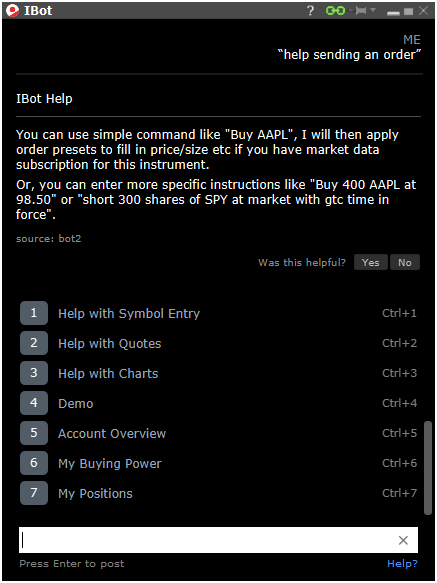 IBot
?
ME
“help sending an order”
IBot Help
You can use simple command like "Buy AAPL", I will then apply
order presets to fill in price/size etc if you have market data
subscription for this instrument.
Or, you can enter more specific instructions like "Buy 400 AAPL at
98.50" or "short 300 shares of SPY at market with gtc time in
force".
source: bot2
Was this helpful? Yes No
1 Help with Symbol Entry Ctrl+1
2 Help with Quotes Ctrl+2
3 Help with Charts Ctrl+3
4 Demo Ctrl+4
5 Account Overview Ctrl+5
6 My Buying Power Ctrl+6
7 My Positions Ctrl+7
Press Enter to post Help?